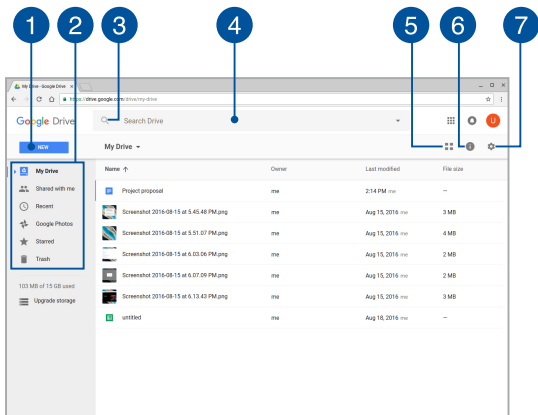 1 2 3 4 5 6 7
My Drive - Google Drive
https://drive.google.com/drive/my-drive
Google Drive Search Drive U
NEW My Drive
My Drive Name Owner Last modified File size
Shared with me Project proposal me 2:14 PM me –
Recent Screenshot 2016-08-15 at 5.45.48 PM.png me Aug 15, 2016 me 3 MB
Google Photos Screenshot 2016-08-15 at 5.51.07 PM.png me Aug 15, 2016 me 4 MB
Starred Screenshot 2016-08-15 at 6.03.06 PM.png me Aug 15, 2016 me 2 MB
Trash Screenshot 2016-08-15 at 6.07.09 PM.png me Aug 15, 2016 me 2 MB
103 MB of 15 GB used Screenshot 2016-08-15 at 6.13.43 PM.png me Aug 15, 2016 me 3 MB
Upgrade storage untitled me Aug 18, 2016 me –